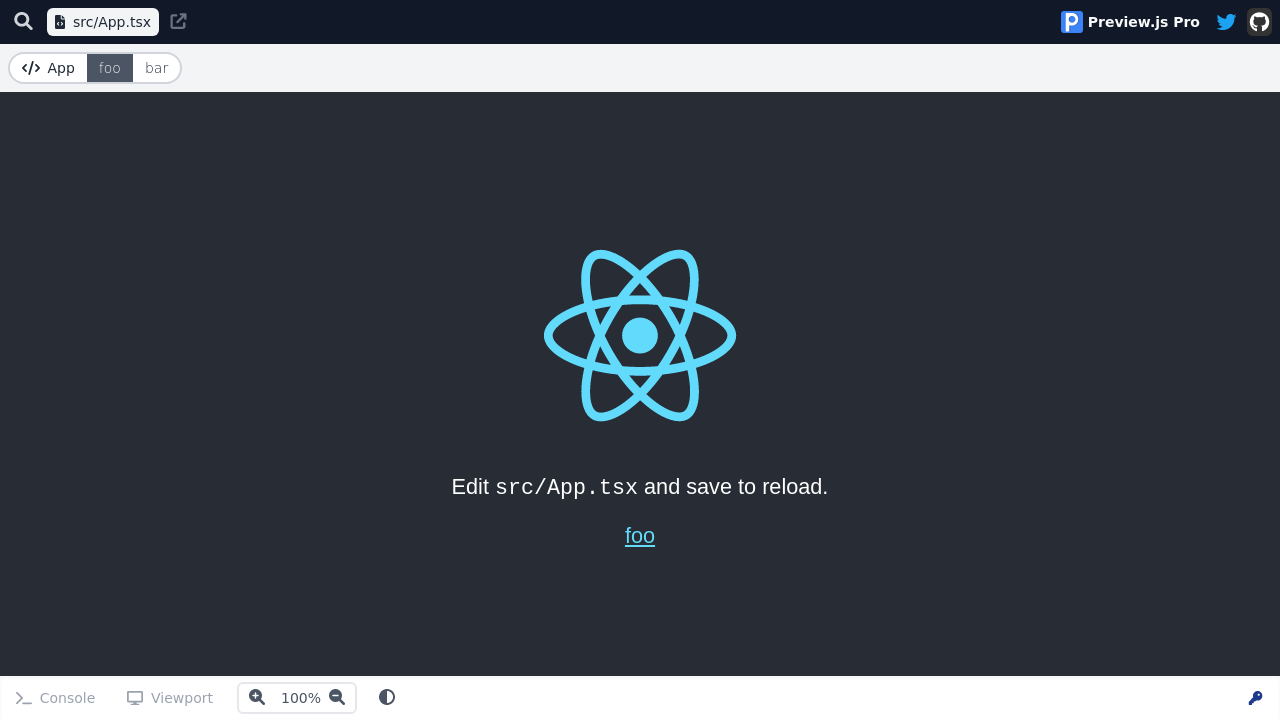 src/App.tsx
Preview.js Pro
App foo bar
Edit src/App.tsx and save to reload.
foo
Console Viewport 100%